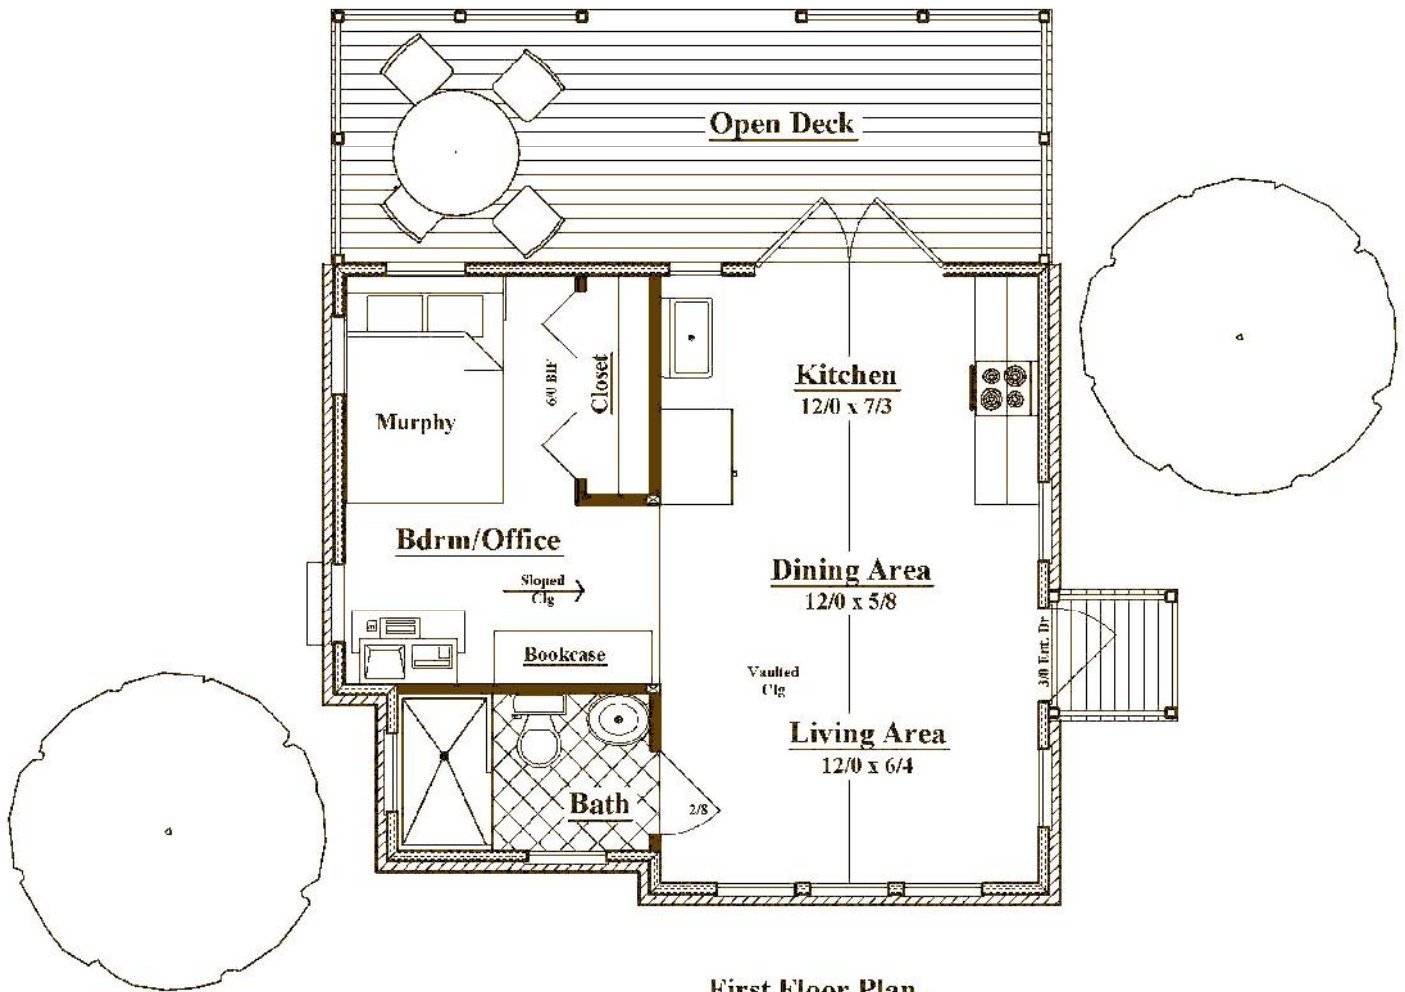 Open Deck
Kitchen
12/0 x 7/3
6/0 BIF
Closet
Murphy
Bdrm/Office
Sloped
Clg
Dining Area
12/0 x 5/8
3/0 Ent. Dr
Bookcase
Vaulted
Clg
Living Area
12/0 x 6/4
Bath
2/8
First Floor Plan